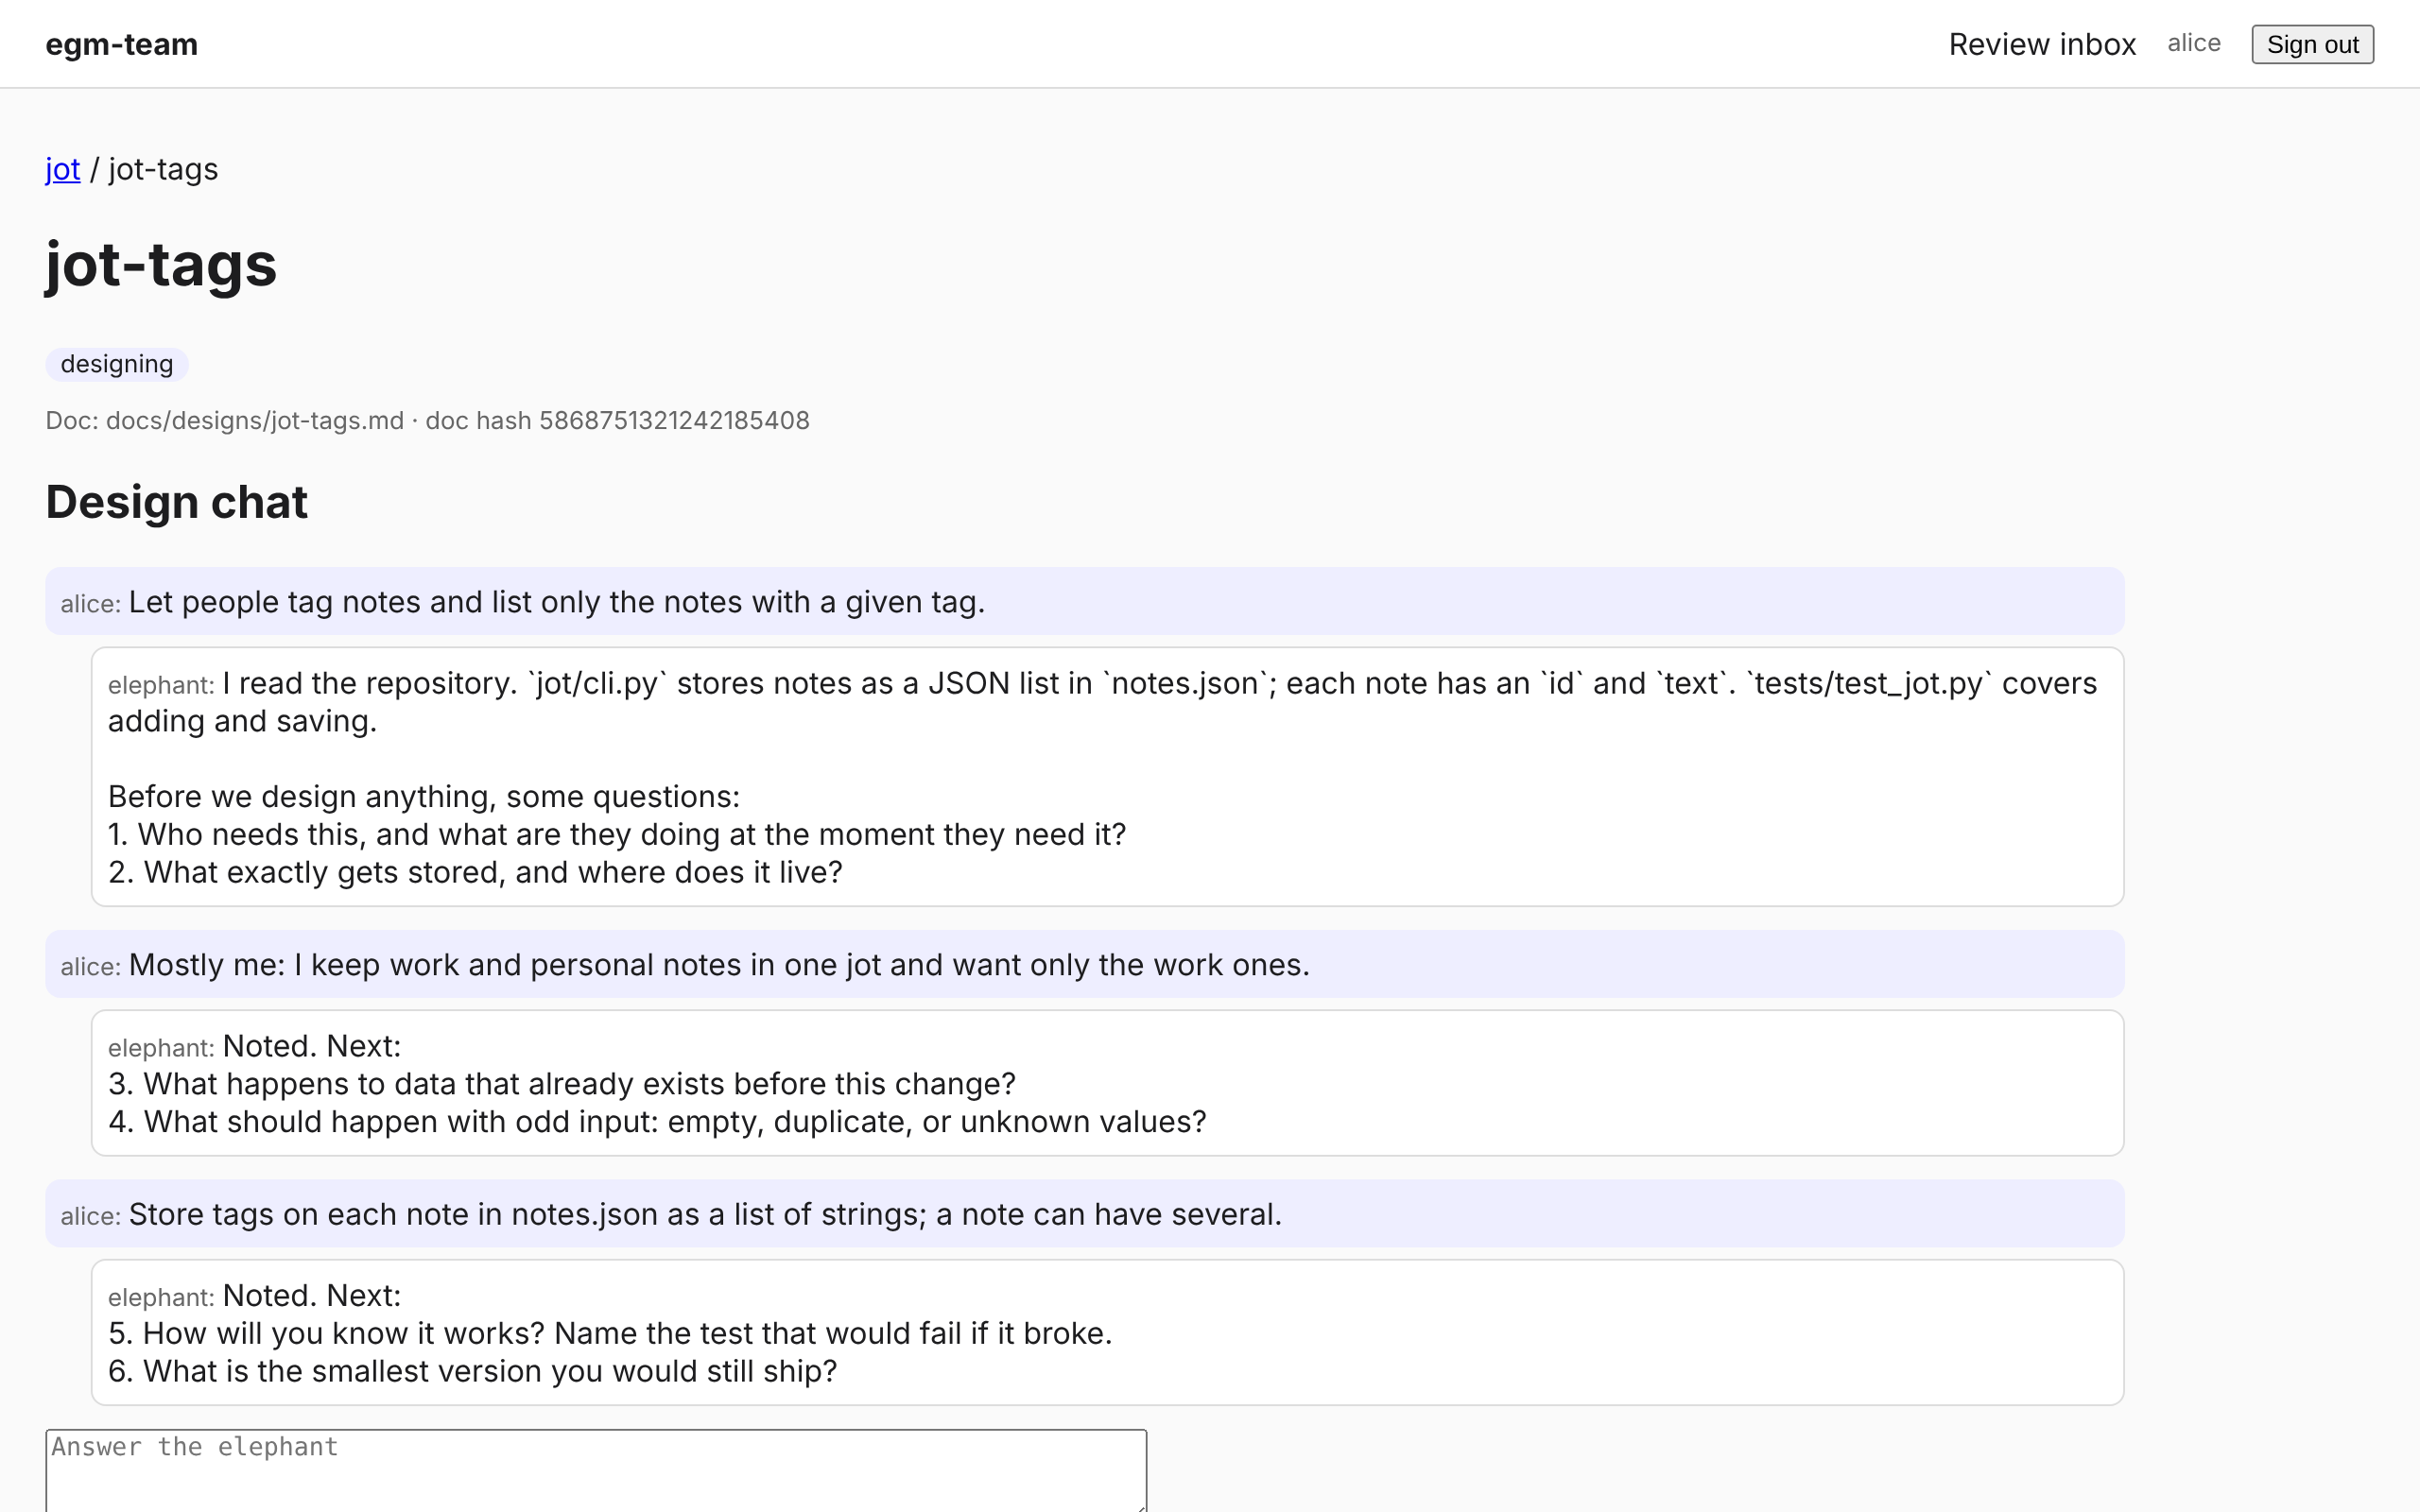 egm-team
Review inbox
alice
Sign out
jot / jot-tags
jot-tags
designing
Doc: docs/designs/jot-tags.md · doc hash 5868751321242185408
Design chat
alice: Let people tag notes and list only the notes with a given tag.
elephant: I read the repository. `jot/cli.py` stores notes as a JSON list in `notes.json`; each note has an `id` and `text`. `tests/test_jot.py` covers
adding and saving.
Before we design anything, some questions:
1. Who needs this, and what are they doing at the moment they need it?
2. What exactly gets stored, and where does it live?
alice: Mostly me: I keep work and personal notes in one jot and want only the work ones.
elephant: Noted. Next:
3. What happens to data that already exists before this change?
4. What should happen with odd input: empty, duplicate, or unknown values?
alice: Store tags on each note in notes.json as a list of strings; a note can have several.
elephant: Noted. Next:
5. How will you know it works? Name the test that would fail if it broke.
6. What is the smallest version you would still ship?
Answer the elephant